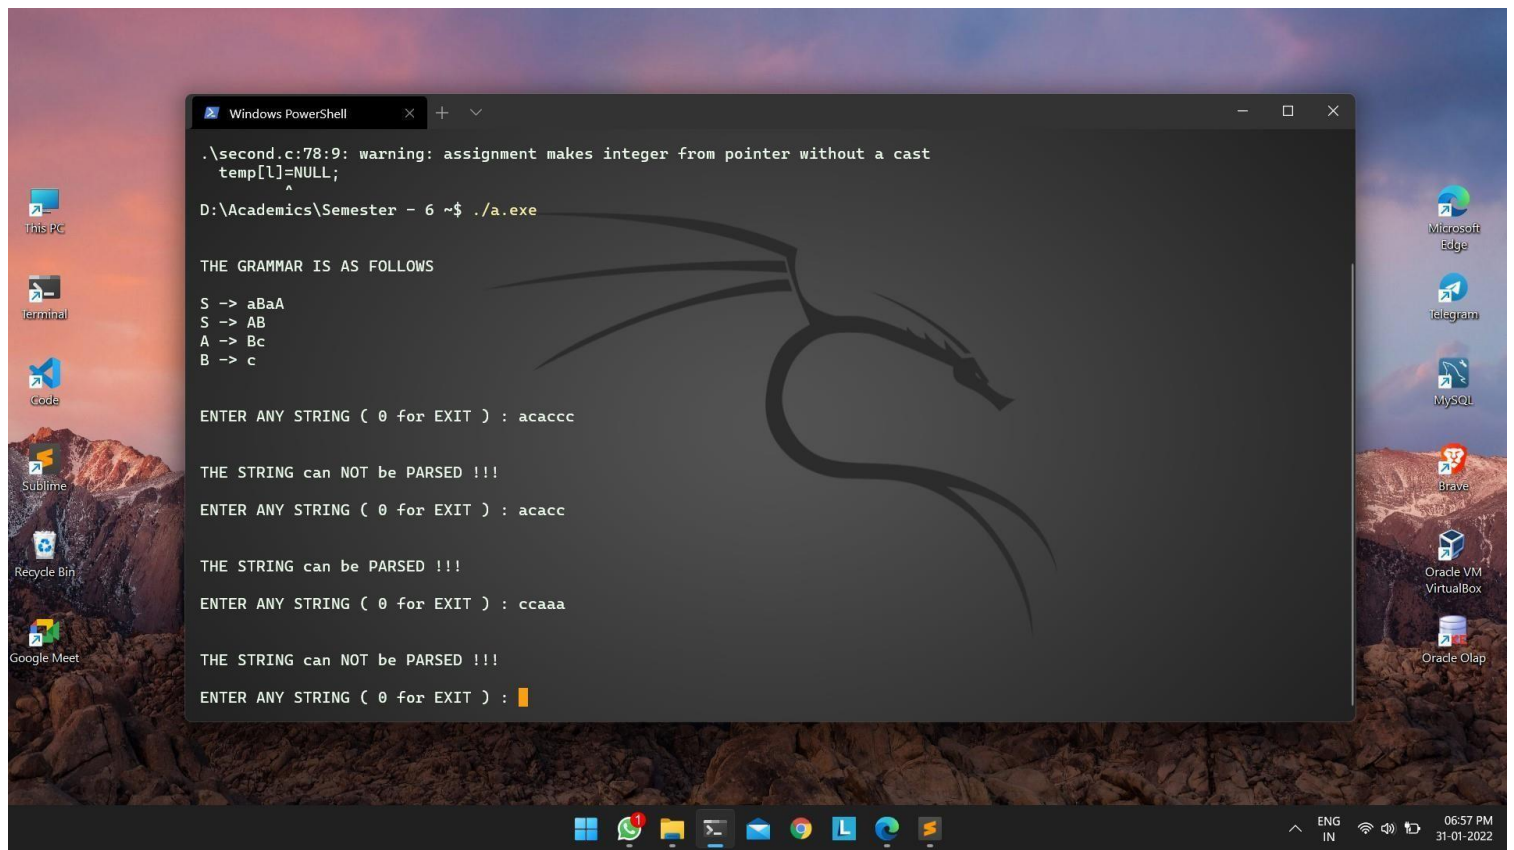 Windows PowerShell
.\second.c:78:9: warning: assignment makes integer from pointer without a cast
temp[l]=NULL;
^
D:\Academics\Semester - 6 ~$ ./a.exe
THE GRAMMAR IS AS FOLLOWS
S -> aBaA
S -> AB
A -> Bc
B -> c
ENTER ANY STRING ( 0 for EXIT ) : acaccc
THE STRING can NOT be PARSED !!!
ENTER ANY STRING ( 0 for EXIT ) : acacc
THE STRING can be PARSED !!!
ENTER ANY STRING ( 0 for EXIT ) : ccaaa
THE STRING can NOT be PARSED !!!
ENTER ANY STRING ( 0 for EXIT ) :
This PC
Terminal
Code
Sublime
Recycle Bin
Google Meet
Microsoft
Edge
Telegram
MySQL
Brave
Oracle VM
VirtualBox
Oracle Olap
1
L
ENG
IN
06:57 PM
31-01-2022